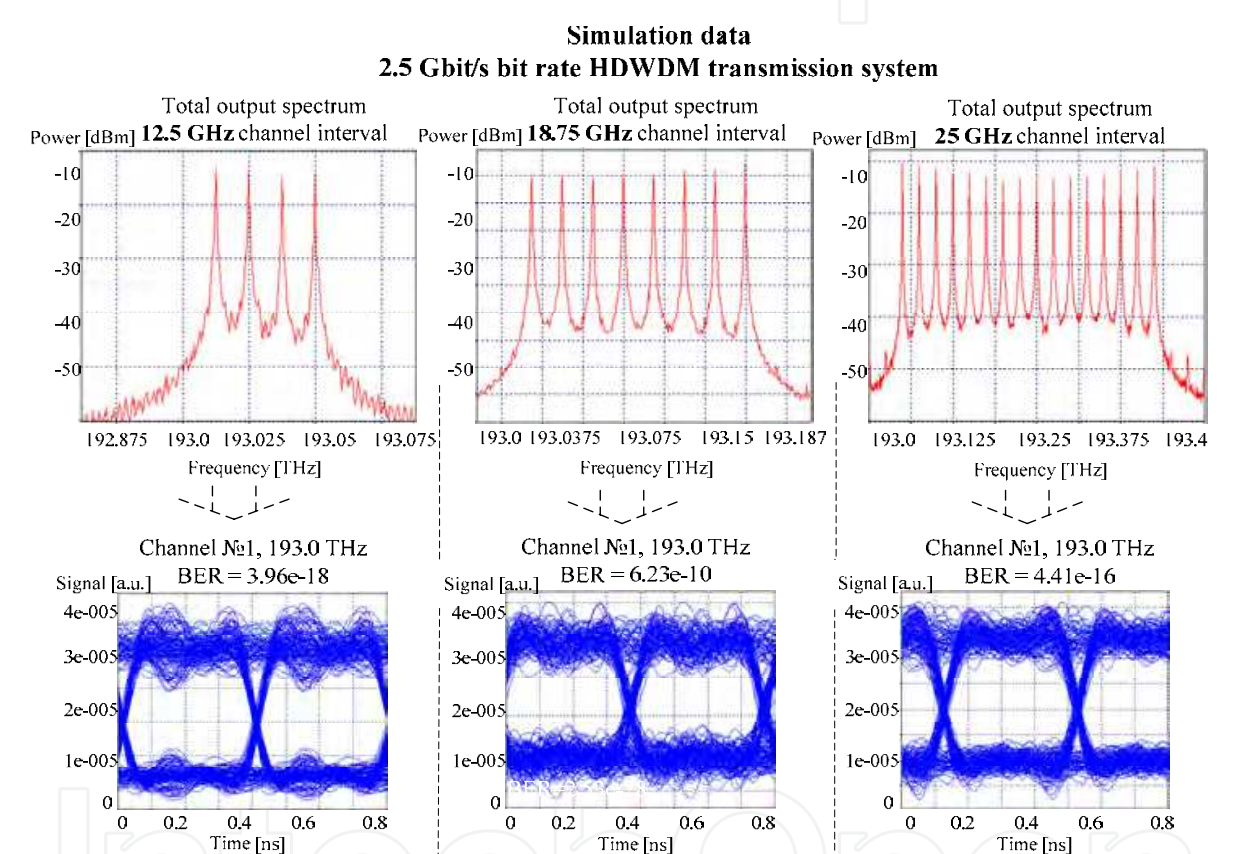 Simulation data
2.5 Gbit/s bit rate HDWDM transmission system
Total output spectrum
Power [dBm] 12.5 GHz channel interval
-10
-20
-30
-40
-50
192.875 193.0 193.025 193.05 193.075
Frequency [THz]
Total output spectrum
Power [dBm] 18.75 GHz channel interval
-10
-20
-30
-40
-50
193.0 193.0375 193.075 193.15 193.187
Frequency [THz]
Total output spectrum
Power [dBm] 25 GHz channel interval
-10
-20
-30
-40
-50
193.0 193.125 193.25 193.375 193.4
Frequency [THz]
Channel №1, 193.0 THz
BER = 3.96e-18
Signal [a.u.]
4e-005
3e-005
2e-005
1e-005
0
0 0.2 0.4 0.6 0.8
Time [ns]
Channel №1, 193.0 THz
BER = 6.23e-10
Signal [a.u.]
4e-005
3e-005
2e-005
1e-005
0
0 0.2 0.4 0.6 0.8
Time [ns]
Channel №1, 193.0 THz
BER = 4.41e-16
Signal [a.u.]
4e-005
3e-005
2e-005
1e-005
0
0 0.2 0.4 0.6 0.8
Time [ns]